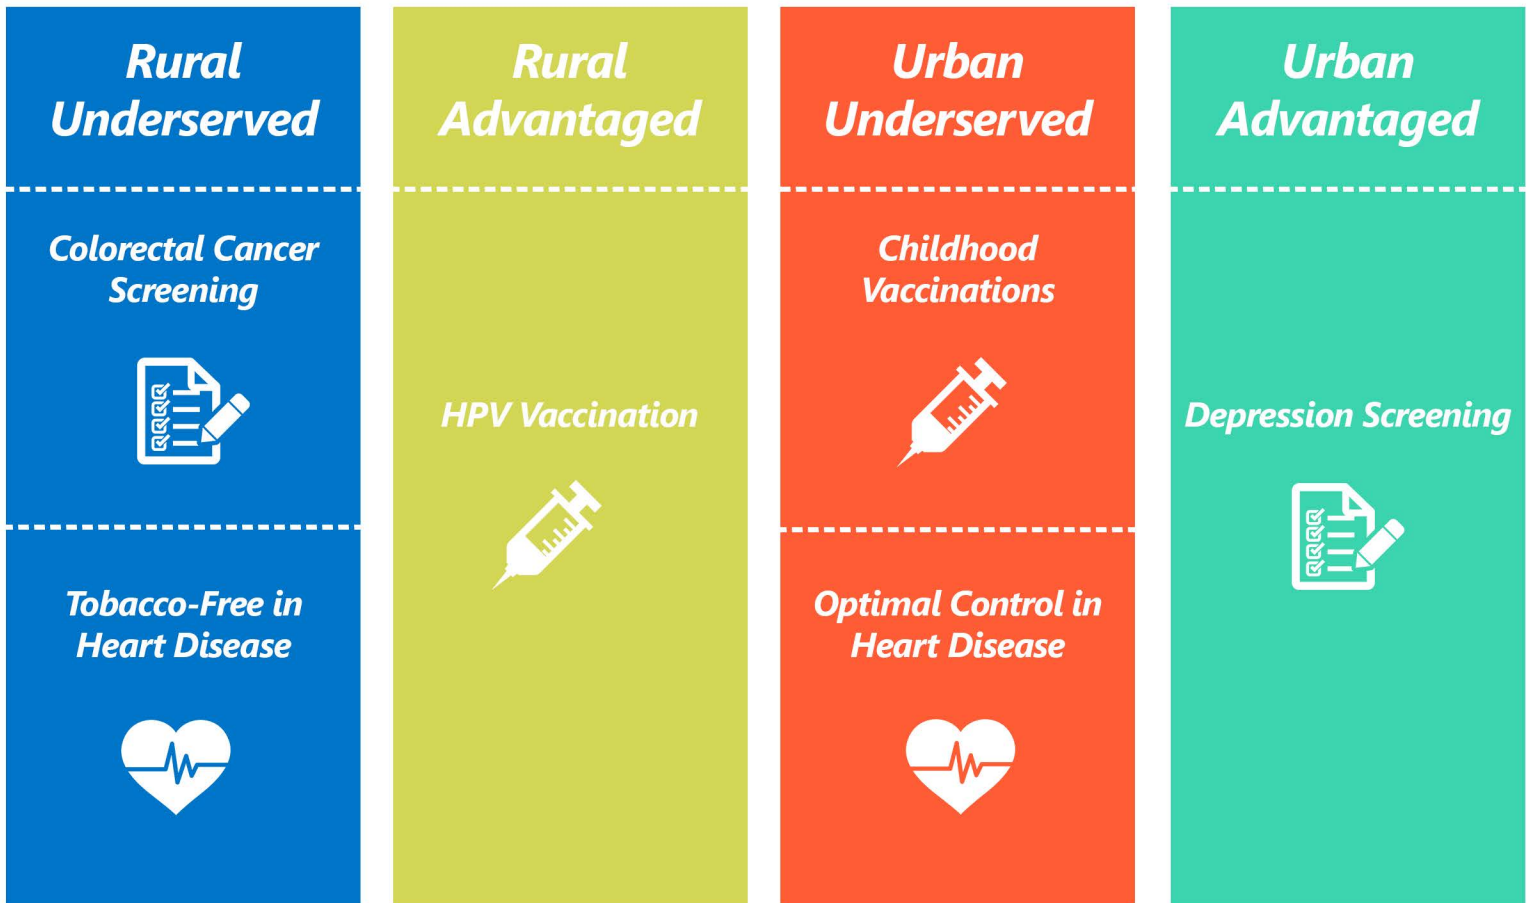 Rural
Underserved
Colorectal Cancer
Screening
Tobacco-Free in
Heart Disease
Rural
Advantaged
HPV Vaccination
Urban
Underserved
Childhood
Vaccinations
Optimal Control in
Heart Disease
Urban
Advantaged
Depression Screening